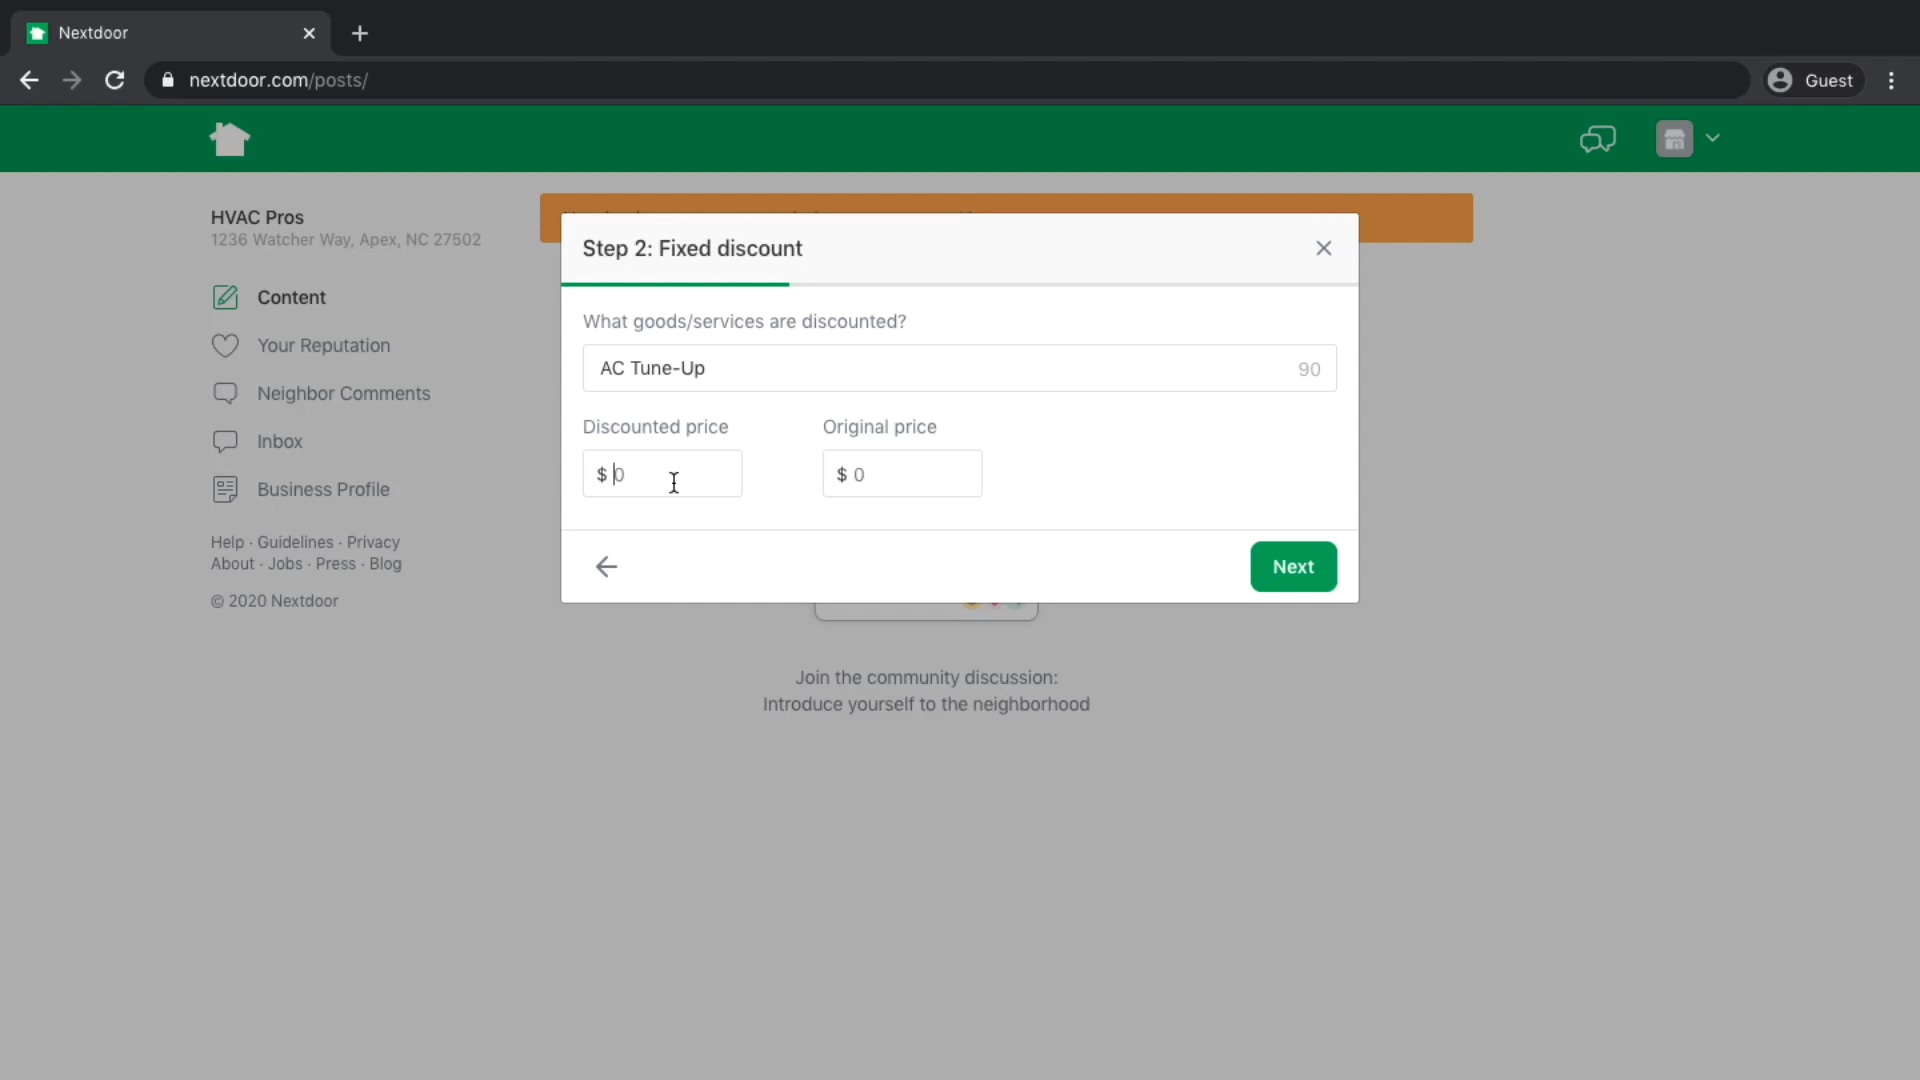 Nextdoor
nextdoor.com/posts/
Guest
HVAC Pros
1236 Watcher Way, Apex, NC 27502
Content
Your Reputation
Neighbor Comments
Inbox
Business Profile
Help · Guidelines · Privacy
About · Jobs · Press · Blog
© 2020 Nextdoor
Step 2: Fixed discount
What goods/services are discounted?
AC Tune-Up
90
Discounted price
Original price
$ 0
$ 0
Next
Join the community discussion:
Introduce yourself to the neighborhood